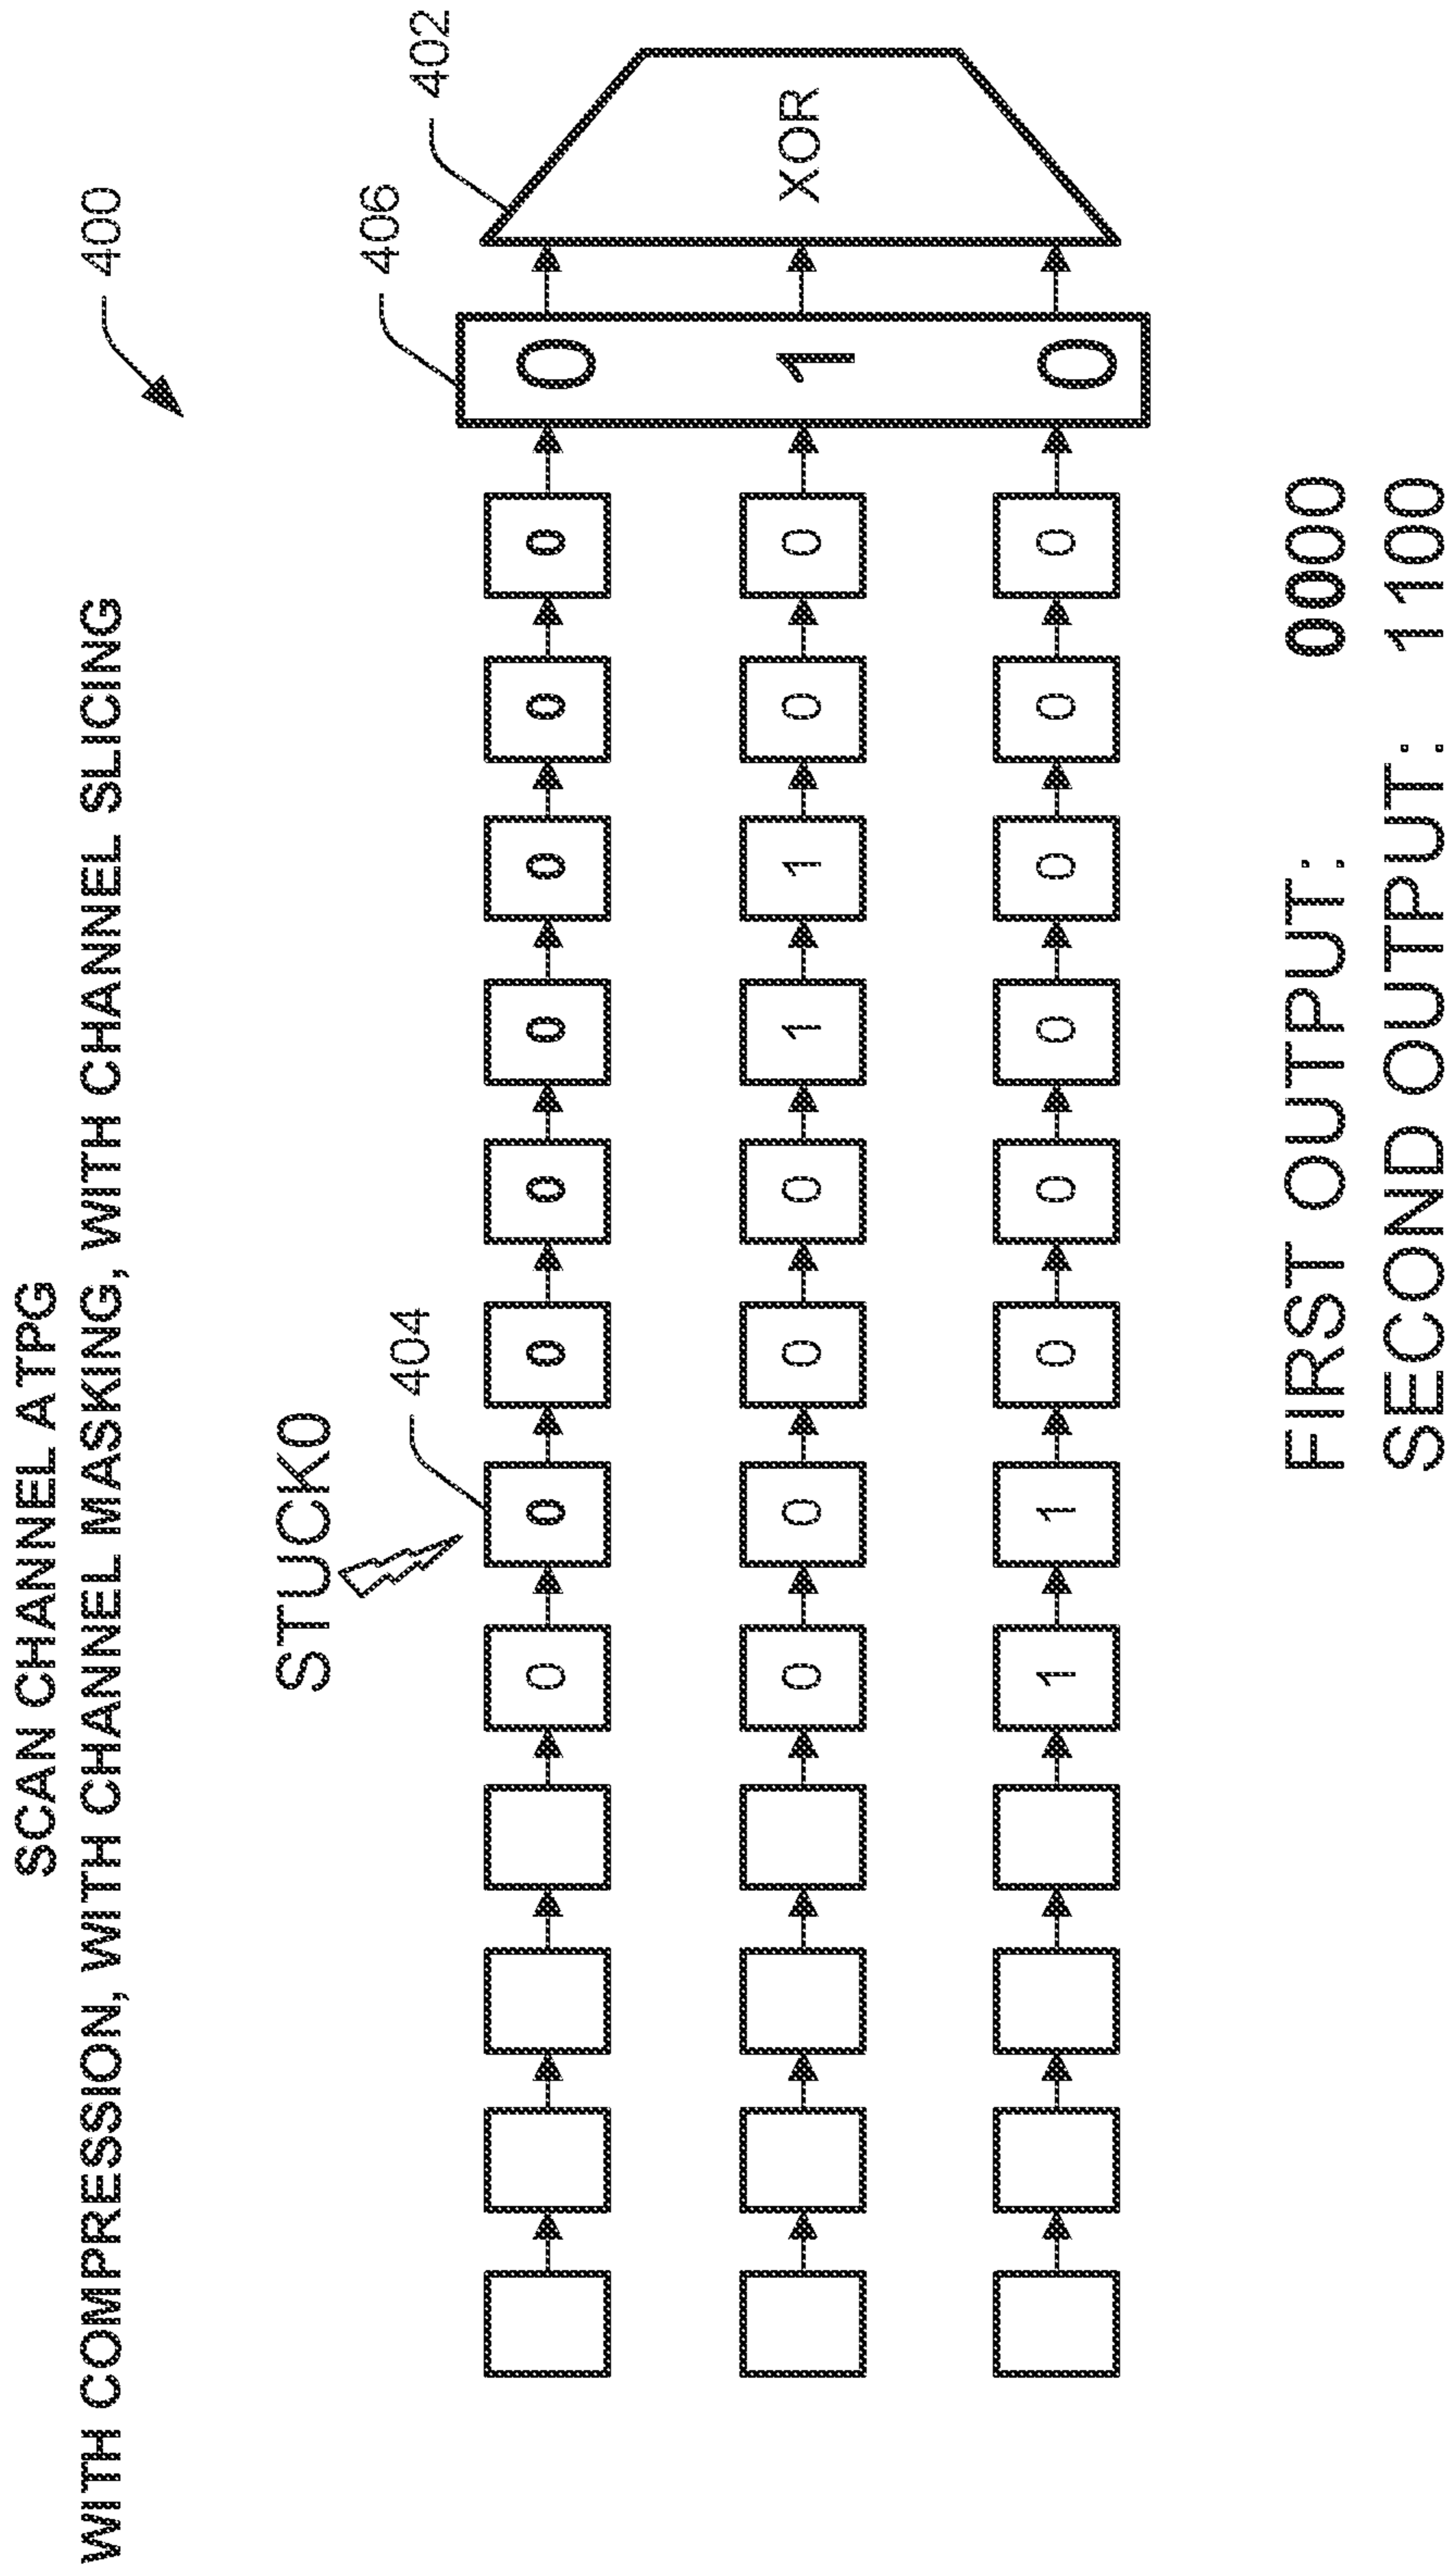 SCAN CHANNEL ATPG
WITH COMPRESSION, WITH CHANNEL MASKING, WITH CHANNEL SLICING
400
STUCK0
404
406
402
0 0 0 0 0 0 0 0 0
0 0 0 0 1 1 0 0 1
1 1 0 0 0 0 0 0 0
XOR
FIRST OUTPUT: 0000
SECOND OUTPUT: 1100